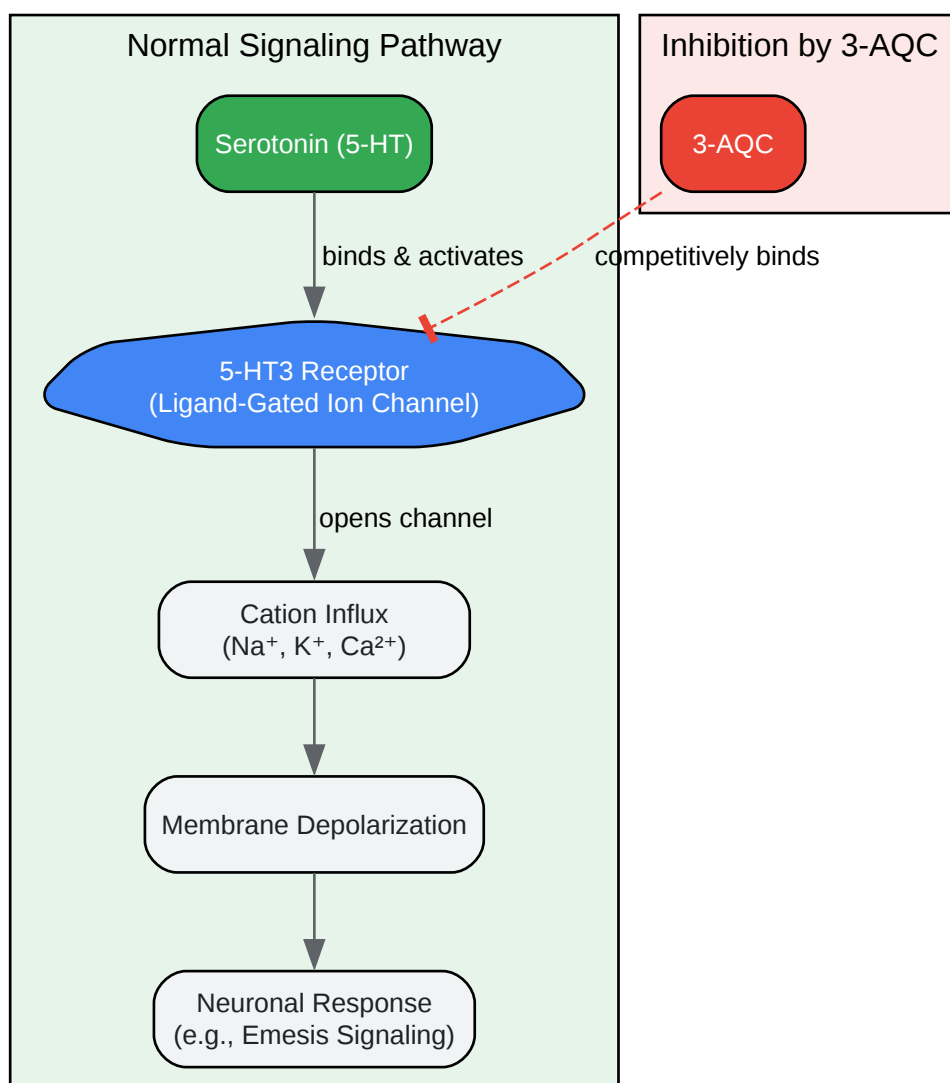 Normal Signaling Pathway
Inhibition by 3-AQC
Serotonin (5-HT)
3-AQC
binds & activates
competitively binds
5-HT3 Receptor
(Ligand-Gated Ion Channel)
opens channel
Cation Influx
(Na⁺, K⁺, Ca²⁺)
Membrane Depolarization
Neuronal Response
(e.g., Emesis Signaling)